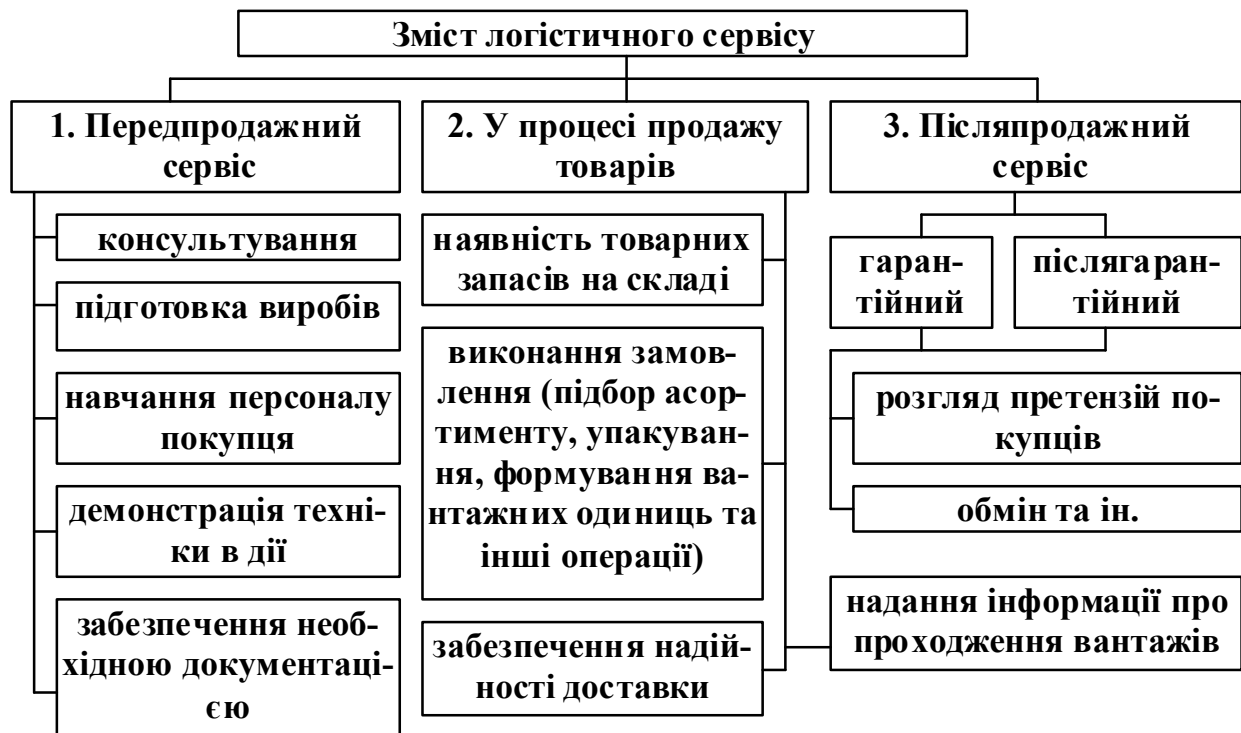 Зміст логістичного сервісу
1. Передпродажний
сервіс
консультування
підготовка виробів
навчання персоналу
покупця
демонстрація техні-
ки в дії
забезпечення необ-
хідною документаці-
єю
2. У процесі продажу
товарів
наявність товарних
запасів на складі
виконання замов-
лення (підбор асор-
тименту, упакуван-
ня, формування ва-
нтажних одиниць та
інші операції)
забезпечення надій-
ності доставки
надання інформації про
проходження вантажів
3. Післяпродажний
сервіс
гаран-
тійний
післягаран-
тійний
розгляд претензій по-
купців
обмін та ін.